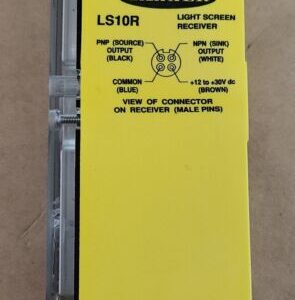 LS10R
LIGHT SCREEN
RECEIVER
PNP (SOURCE)
OUTPUT
(BLACK)
NPN (SINK)
OUTPUT
(WHITE)
COMMON
(BLUE)
+12 to +30V dc
(BROWN)
VIEW OF CONNECTOR
ON RECEIVER (MALE PINS)